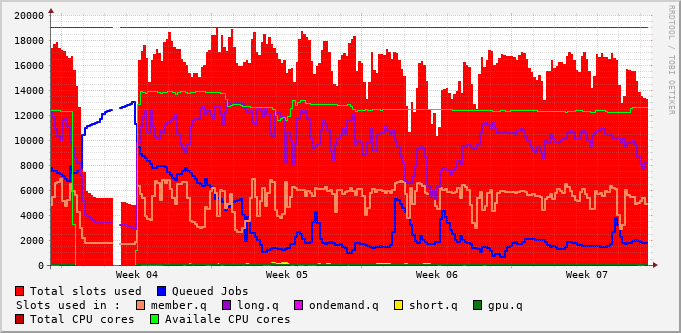 RRDTOOL / TOBI OETIKER
20000
18000
16000
14000
12000
10000
8000
6000
4000
2000
0
Week 04 Week 05 Week 06 Week 07
Total slots used Queued Jobs
Slots used in : member.q long.q ondemand.q short.q gpu.q
Total CPU cores Availale CPU cores